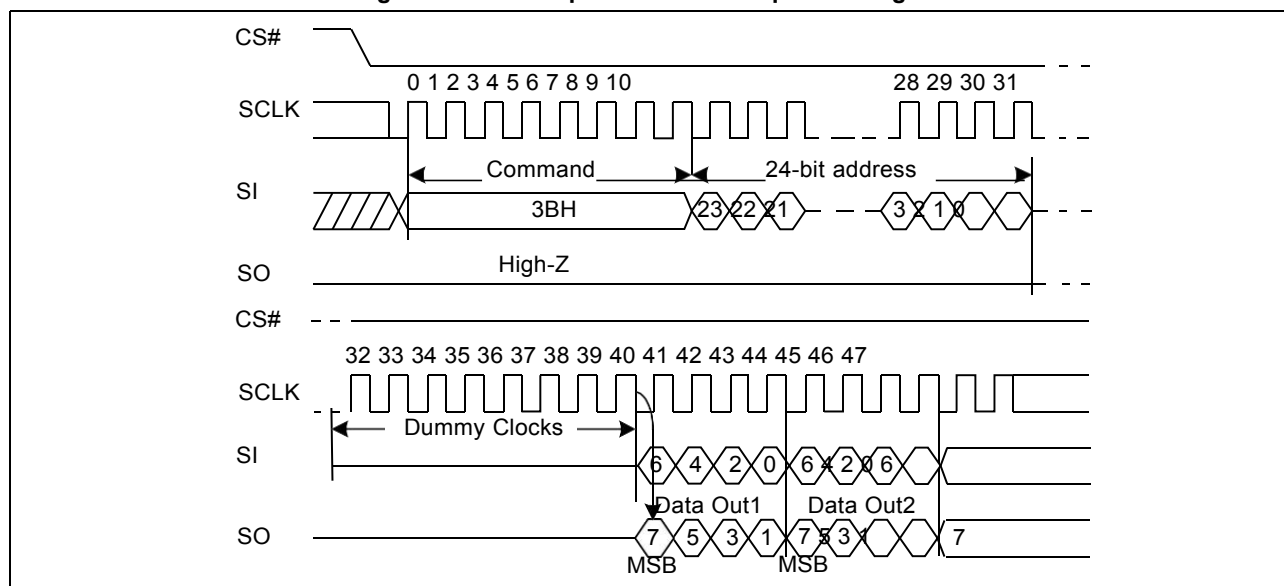 CS#
0 1 2 3 4 5 6 7 8 9 10 28 29 30 31
SCLK
Command 24-bit address
SI
3BH 23 22 21 3 2 1 0
SO High-Z
CS#
32 33 34 35 36 37 38 39 40 41 42 43 44 45 46 47
SCLK
Dummy Clocks
SI 6 4 2 0 6 4 2 0 6
Data Out1 Data Out2
SO 7 5 3 1 7 5 3 1 7
MSB MSB